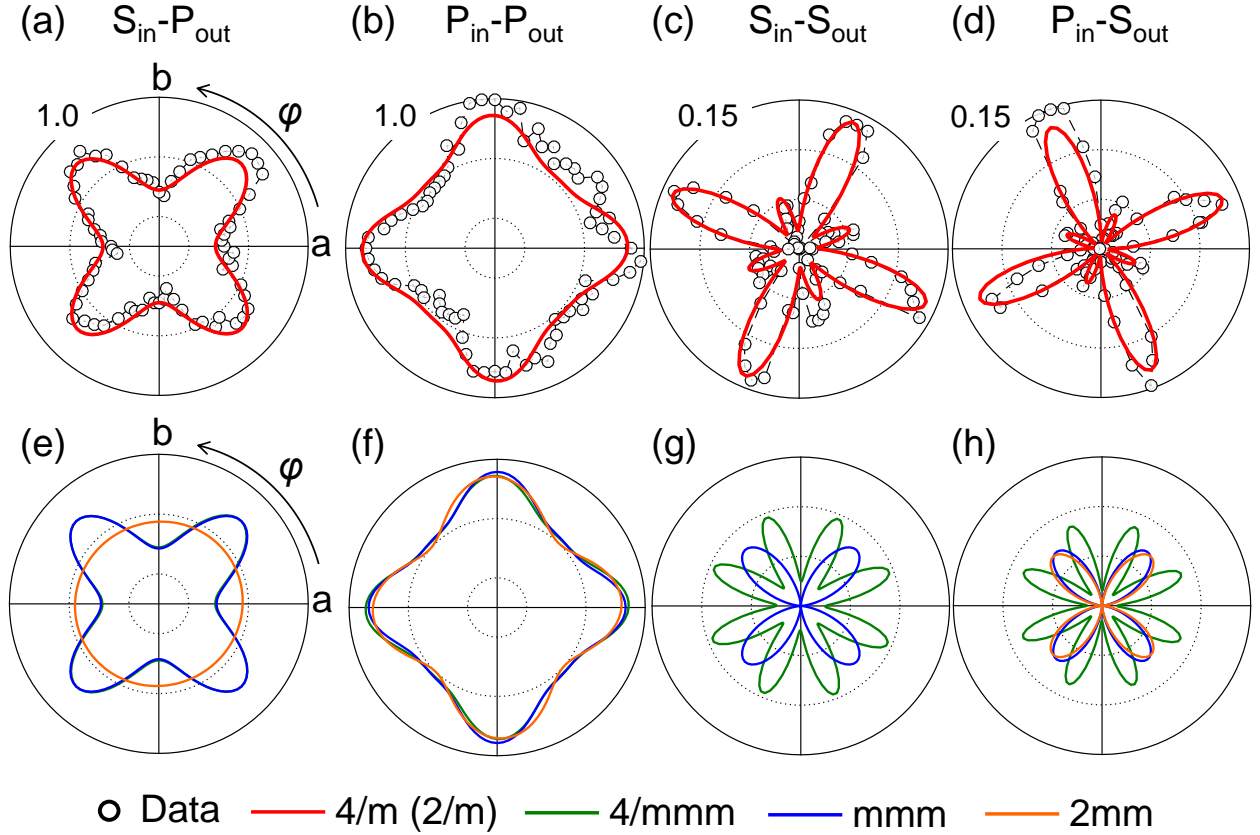 (a) S_in-P_out
(b) P_in-P_out
(c) S_in-S_out
(d) P_in-S_out
b
φ
1.0
a
1.0
0.15
0.15
(e)
(f)
(g)
(h)
b
φ
a
Data
4/m (2/m)
4/mmm
mmm
2mm